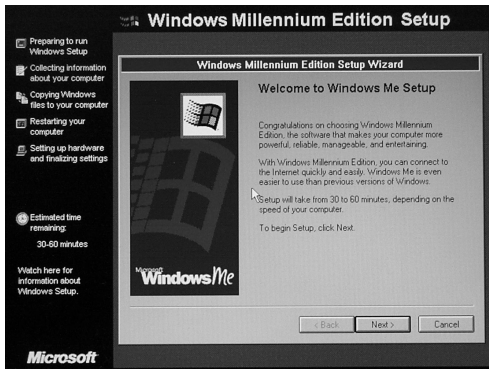 Windows Millennium Edition Setup
Preparing to run
Windows Setup
Collecting information
about your computer
Copying Windows
files to your computer
Restarting your
computer
Setting up hardware
and finalizing settings
Estimated time
remaining:
30-60 minutes
Watch here for
information about
Windows Setup.
Microsoft
Windows Millennium Edition Setup Wizard
Microsoft
Windows Me
Welcome to Windows Me Setup
Congratulations on choosing Windows Millennium
Edition, the software that makes your computer more
powerful, reliable, manageable, and entertaining.
With Windows Millennium Edition, you can connect to
the Internet quickly and easily. Windows Me is even
easier to use than previous versions of Windows.
Setup will take from 30 to 60 minutes, depending on the
speed of your computer.
To begin Setup, click Next.
< Back
Next >
Cancel